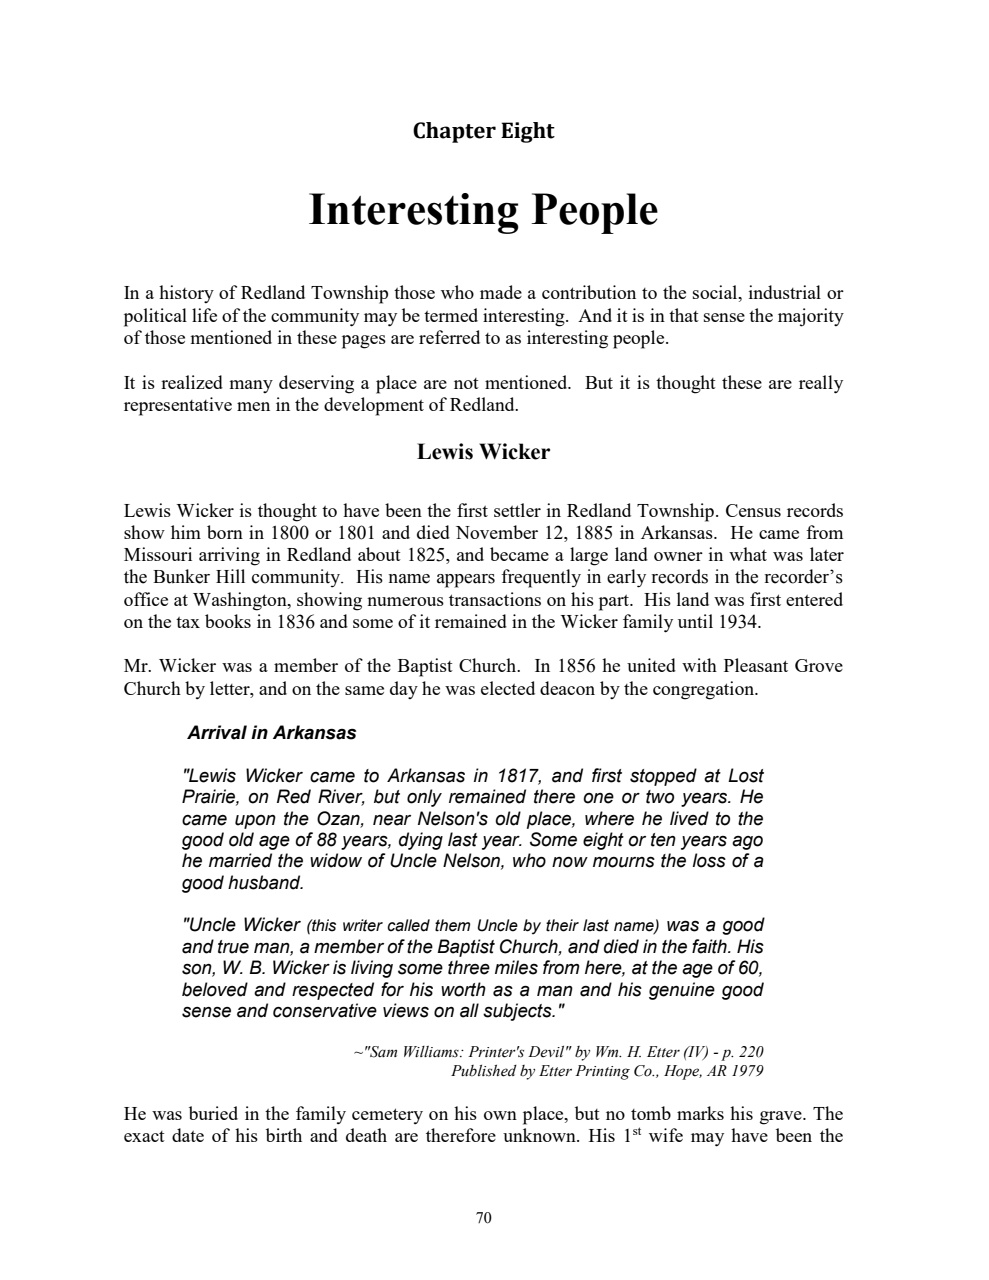 Chapter Eight
Interesting People
In a history of Redland Township those who made a contribution to the social, industrial or
political life of the community may be termed interesting.  And it is in that sense the majority
of those mentioned in these pages are referred to as interesting people.
It is realized many deserving a place are not mentioned.  But it is thought these are really
representative men in the development of Redland.
Lewis Wicker
Lewis Wicker is thought to have been the first settler in Redland Township. Census records
show him born in 1800 or 1801 and died November 12, 1885 in Arkansas.  He came from
Missouri arriving in Redland about 1825, and became a large land owner in what was later
the Bunker Hill community.  His name appears frequently in early records in the recorder’s
office at Washington, showing numerous transactions on his part.  His land was first entered
on the tax books in 1836 and some of it remained in the Wicker family until 1934.
Mr. Wicker was a member of the Baptist Church.  In 1856 he united with Pleasant Grove
Church by letter, and on the same day he was elected deacon by the congregation.
Arrival in Arkansas
"Lewis Wicker came to Arkansas in 1817, and first stopped at Lost
Prairie, on Red River, but only remained there one or two years. He
came upon the Ozan, near Nelson's old place, where he lived to the
good old age of 88 years, dying last year. Some eight or ten years ago
he married the widow of Uncle Nelson, who now mourns the loss of a
good husband.
"Uncle Wicker (this writer called them Uncle by their last name) was a good
and true man, a member of the Baptist Church, and died in the faith. His
son, W. B. Wicker is living some three miles from here, at the age of 60,
beloved and respected for his worth as a man and his genuine good
sense and conservative views on all subjects."
~"Sam Williams: Printer's Devil" by Wm. H. Etter (IV) - p. 220
Published by Etter Printing Co., Hope, AR 1979
He was buried in the family cemetery on his own place, but no tomb marks his grave. The
exact date of his birth and death are therefore unknown. His 1st wife may have been the
70